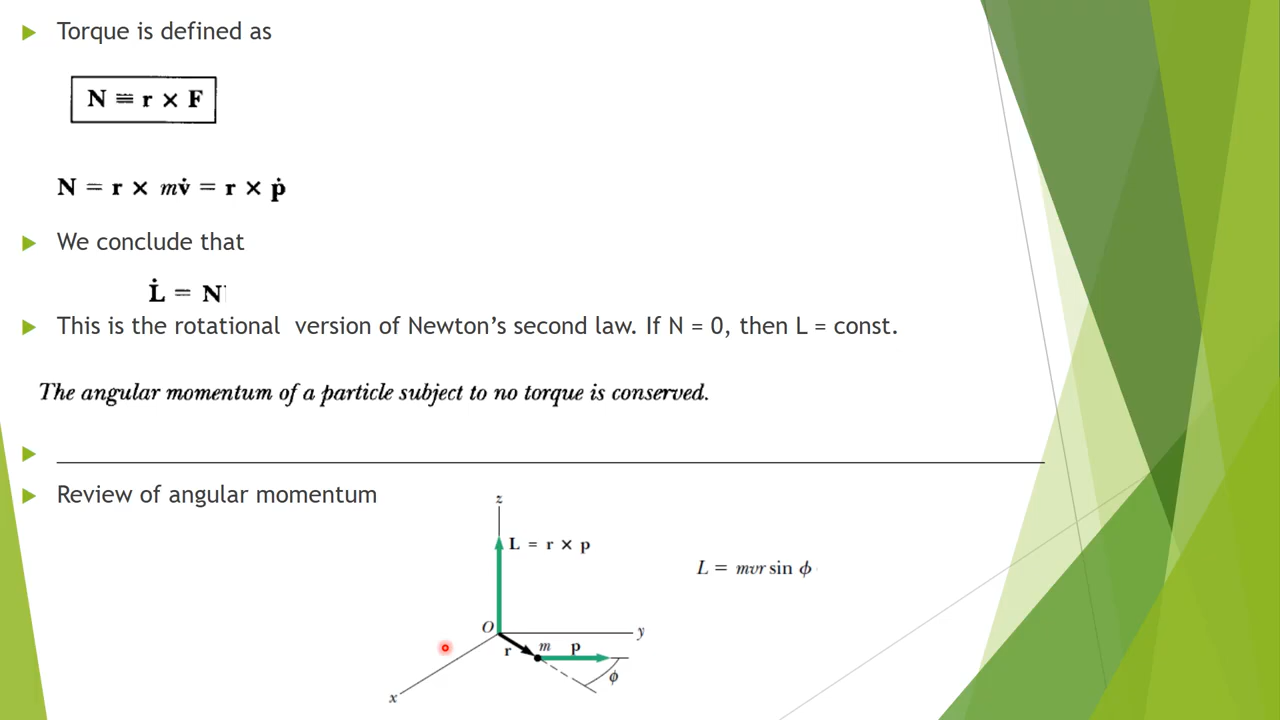 Torque is defined as
N ≡ r × F
N = r × mv̇ = r × ṗ
We conclude that
L̇ = N
This is the rotational version of Newton's second law. If N = 0, then L = const.
The angular momentum of a particle subject to no torque is conserved.
Review of angular momentum
z
L = r × p
L = mvr sin ϕ
O
y
m
p
r
ϕ
x